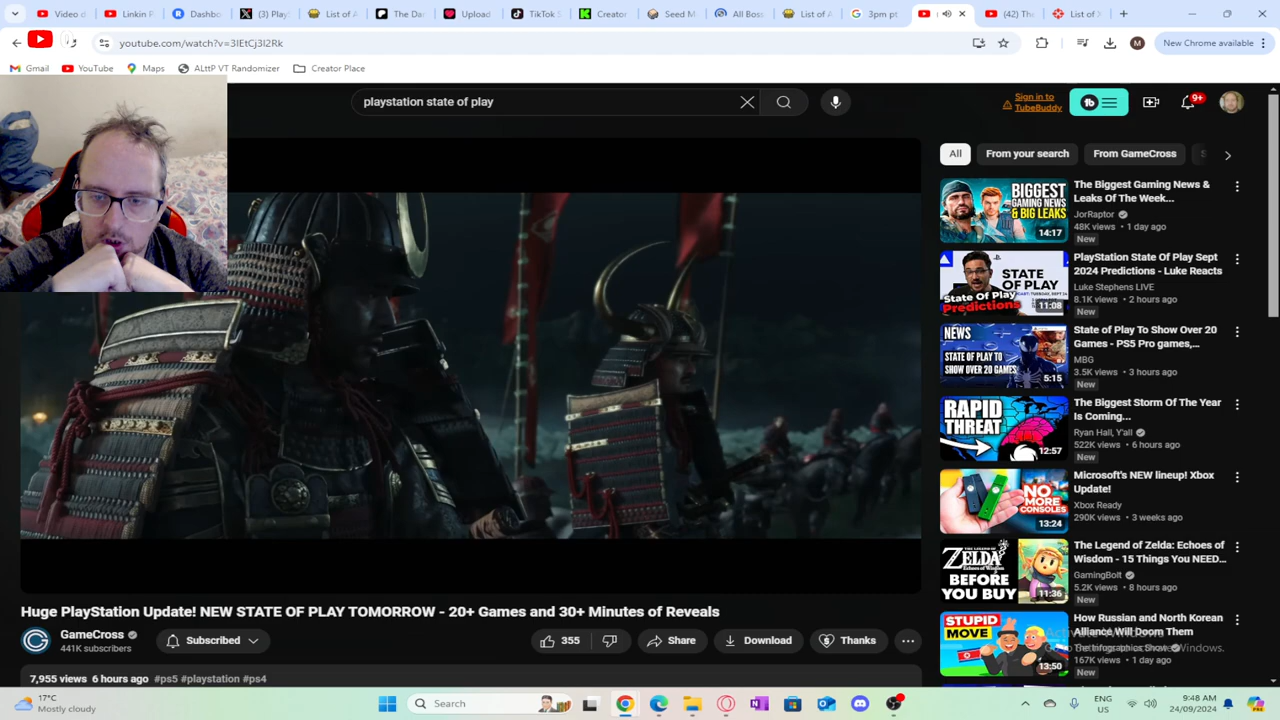 Video d
Linkin P
Dashbo
(3) Play
List of A
The Dar
Upload
TikTok S
Creator
Seed M
All Boss
List of A
3pm pt
(42) The
List of
youtube.com/watch?v=3lEtCj3l2Rk
New Chrome available
Gmail
YouTube
Maps
ALttP VT Randomizer
Creator Place
playstation state of play
Sign in to
TubeBuddy
9+
All
From your search
From GameCross
BIGGEST
GAMING NEWS
& BIG LEAKS
14:17
The Biggest Gaming News &
Leaks Of The Week...
JorRaptor
48K views • 1 day ago
New
STATE
OF PLAY
State Of Play
Predictions
11:08
PlayStation State Of Play Sept
2024 Predictions - Luke Reacts
Luke Stephens LIVE
8.1K views • 2 hours ago
New
NEWS
STATE OF PLAY TO
SHOW OVER 20 GAMES
5:15
State of Play To Show Over 20
Games - PS5 Pro games,...
MBG
3.5K views • 3 hours ago
New
RAPID
THREAT
12:57
The Biggest Storm Of The Year
Is Coming...
Ryan Hall, Y'all
522K views • 6 hours ago
New
NO
MORE
CONSOLES
13:24
Microsoft's NEW lineup! Xbox
Update!
Xbox Ready
290K views • 3 weeks ago
THE LEGEND OF
ZELDA
BEFORE
YOU BUY
11:36
The Legend of Zelda: Echoes of
Wisdom - 15 Things You NEED...
GamingBolt
5.2K views • 8 hours ago
New
STUPID
MOVE
13:50
How Russian and North Korean
Alliance Will Doom Them
The Infographics Show
167K views • 1 day ago
New
Huge PlayStation Update! NEW STATE OF PLAY TOMORROW - 20+ Games and 30+ Minutes of Reveals
GameCross
441K subscribers
Subscribed
355
Share
Download
Thanks
7,955 views 6 hours ago #ps5 #playstation #ps4
17°C
Mostly cloudy
Search
ENG
US
9:48 AM
24/09/2024